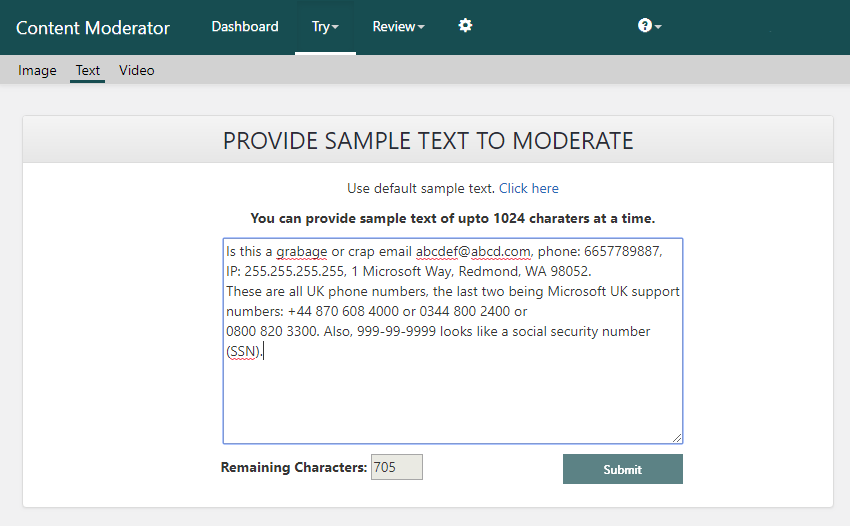 Content Moderator Dashboard Try Review ?
Image Text Video
PROVIDE SAMPLE TEXT TO MODERATE
Use default sample text. Click here
You can provide sample text of upto 1024 charaters at a time.
Is this a grabage or crap email abcdef@abcd.com, phone: 6657789887,
IP: 255.255.255.255, 1 Microsoft Way, Redmond, WA 98052.
These are all UK phone numbers, the last two being Microsoft UK support
numbers: +44 870 608 4000 or 0344 800 2400 or
0800 820 3300. Also, 999-99-9999 looks like a social security number
(SSN).
Remaining Characters: 705 Submit